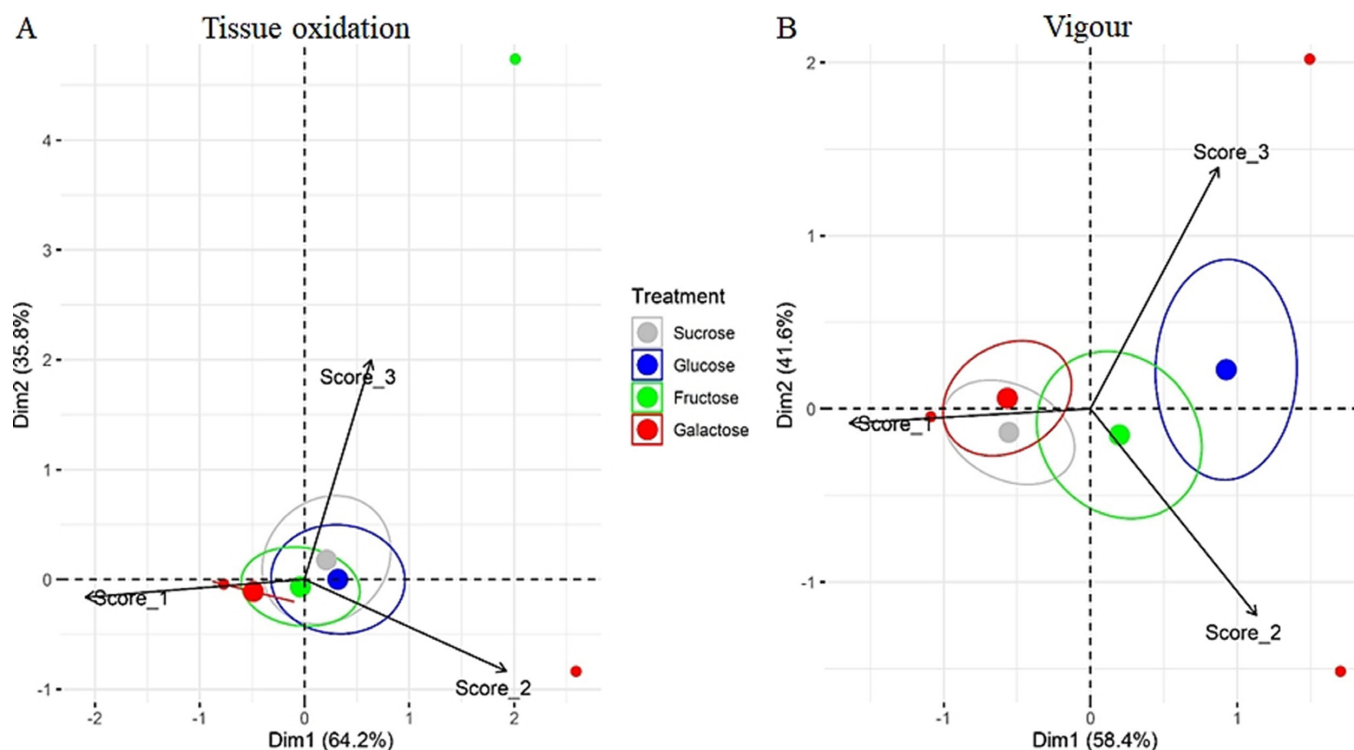 A
Tissue oxidation
Dim2 (35.8%)
4
3
2
1
0
-1
-2
-1
0
1
2
Dim1 (64.2%)
Score_3
Score_1
Score_2
Treatment
Sucrose
Glucose
Fructose
Galactose
B
Vigour
Dim2 (41.6%)
2
1
0
-1
-1
0
1
Dim1 (58.4%)
Score_3
Score_1
Score_2